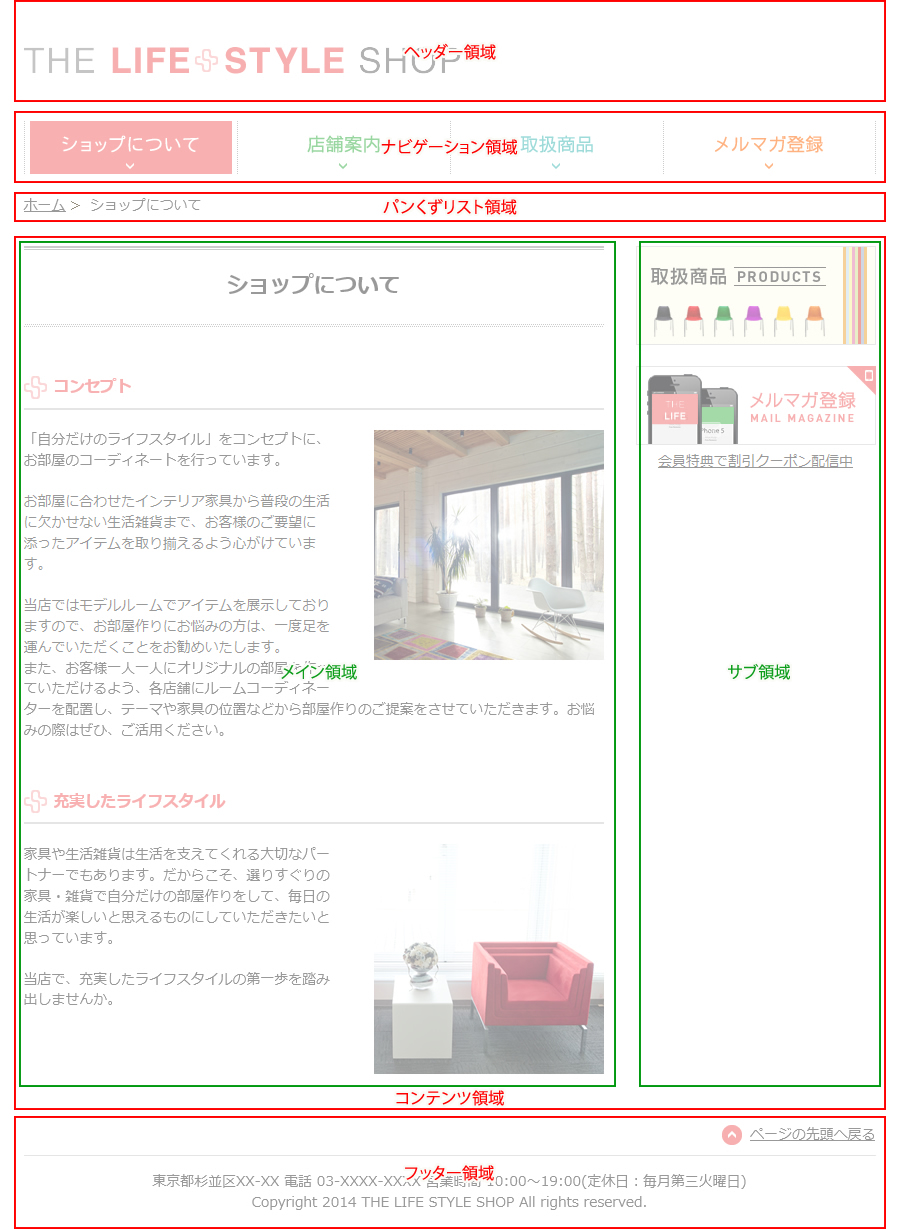 ヘッダー領域
THE LIFE STYLE SHOP
ショップについて
店舗案内
ナビゲーション領域
取扱商品
メルマガ登録
ホーム > ショップについて
パンくずリスト領域
ショップについて
コンセプト
「自分だけのライフスタイル」をコンセプトに、
お部屋のコーディネートを行っています。
お部屋に合わせたインテリア家具から普段の生活
に欠かせない生活雑貨まで、お客様のご要望に
添ったアイテムを取り揃えるよう心がけていま
す。
当店ではモデルルームでアイテムを展示しており
ますので、お部屋作りにお悩みの方は、一度足を
運んでいただくことをお勧めいたします。
また、お客様一人一人にオリジナルの部屋
ていただけるよう、各店舗にルームコーディネー
ターを配置し、テーマや家具の位置などから部屋作りのご提案をさせていただきます。お悩
みの際はぜひ、ご活用ください。
メイン領域
充実したライフスタイル
家具や生活雑貨は生活を支えてくれる大切なパー
トナーでもあります。だからこそ、選りすぐりの
家具・雑貨で自分だけの部屋作りをして、毎日の
生活が楽しいと思えるものにしていただきたいと
思っています。
当店で、充実したライフスタイルの第一歩を踏み
出しませんか。
取扱商品 PRODUCTS
THE
LIFE
iPhone 5
メルマガ登録
MAIL MAGAZINE
会員特典で割引クーポン配信中
サブ領域
コンテンツ領域
ページの先頭へ戻る
フッター領域
東京都杉並区XX-XX 電話 03-XXXX-XXXX 営業時間 10:00～19:00(定休日：毎月第三火曜日)
Copyright 2014 THE LIFE STYLE SHOP All rights reserved.